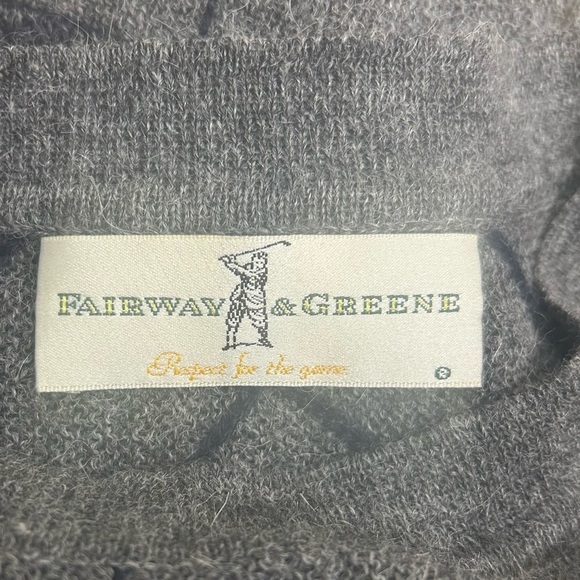 FAIRWAY & GREENE
Respect for the game.
®